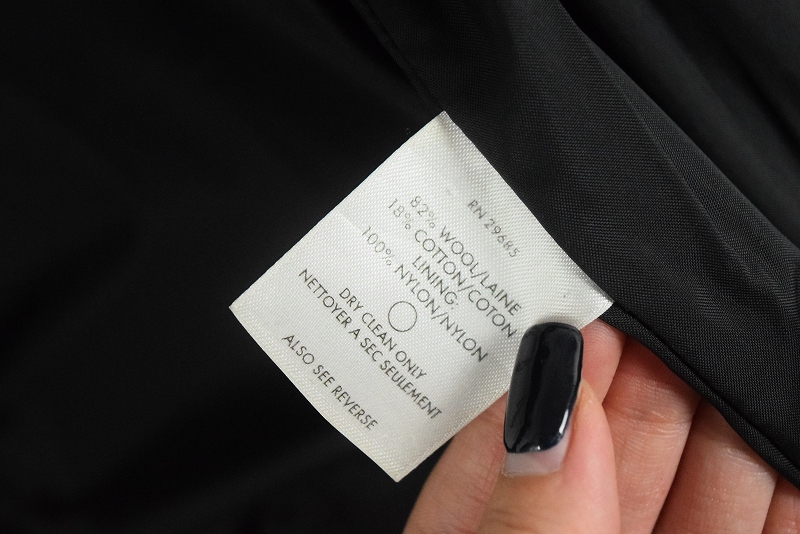 RN 29685
82% WOOL/LAINE
18% COTTON/COTON
LINING:
100% NYLON/NYLON
DRY CLEAN ONLY
NETTOYER A SEC SEULEMENT
ALSO SEE REVERSE